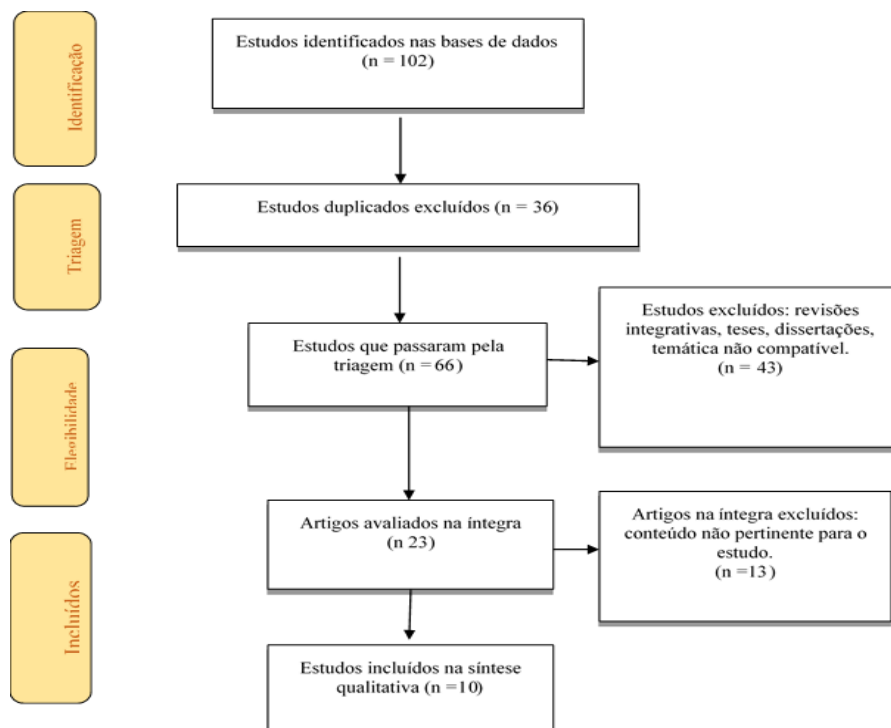 Identificação
Estudos identificados nas bases de dados
(n = 102)
Triagem
Estudos duplicados excluídos (n = 36)
Estudos que passaram pela
triagem (n = 66)
Estudos excluídos: revisões
integrativas, teses, dissertações,
temática não compatível.
(n = 43)
Elegibilidade
Artigos avaliados na íntegra
(n 23)
Artigos na íntegra excluídos:
conteúdo não pertinente para o
estudo.
(n =13)
Incluídos
Estudos incluídos na síntese
qualitativa (n =10)